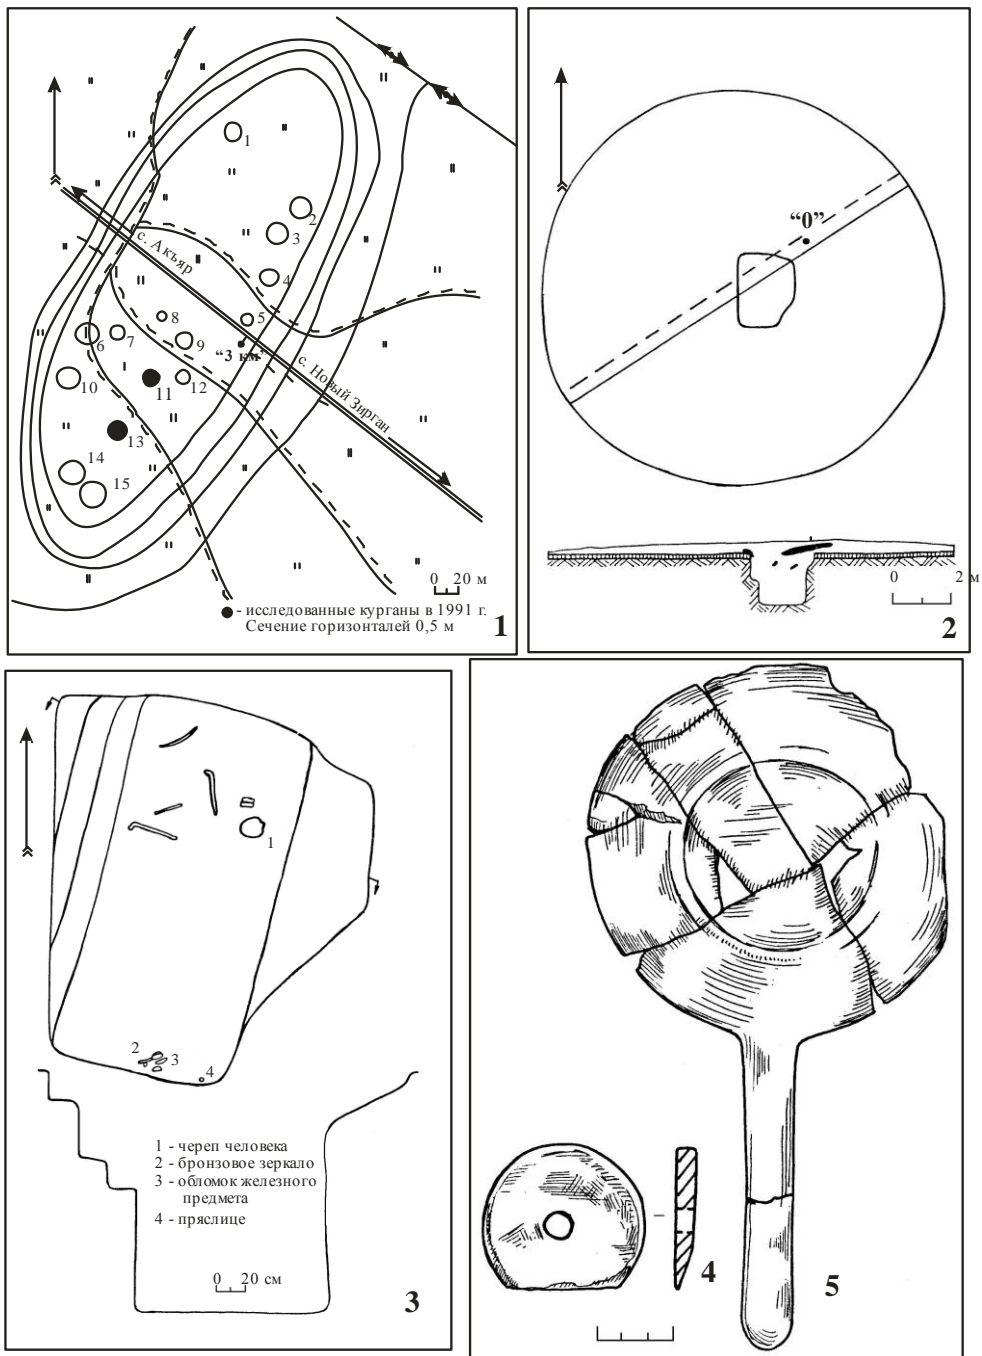 1
2
3
4
с. Акъяр
5
8
6
7
9
“3 км”
с. Новый Зирган
10
11
12
13
14
15
0 20 м
- исследованные курганы в 1991 г.
Сечение горизонталей 0,5 м
1
“0”
0 2 м
2
1
2
3
4
1 - череп человека
2 - бронзовое зеркало
3 - обломок железного
предмета
4 - пряслице
0 20 см
3
4
5